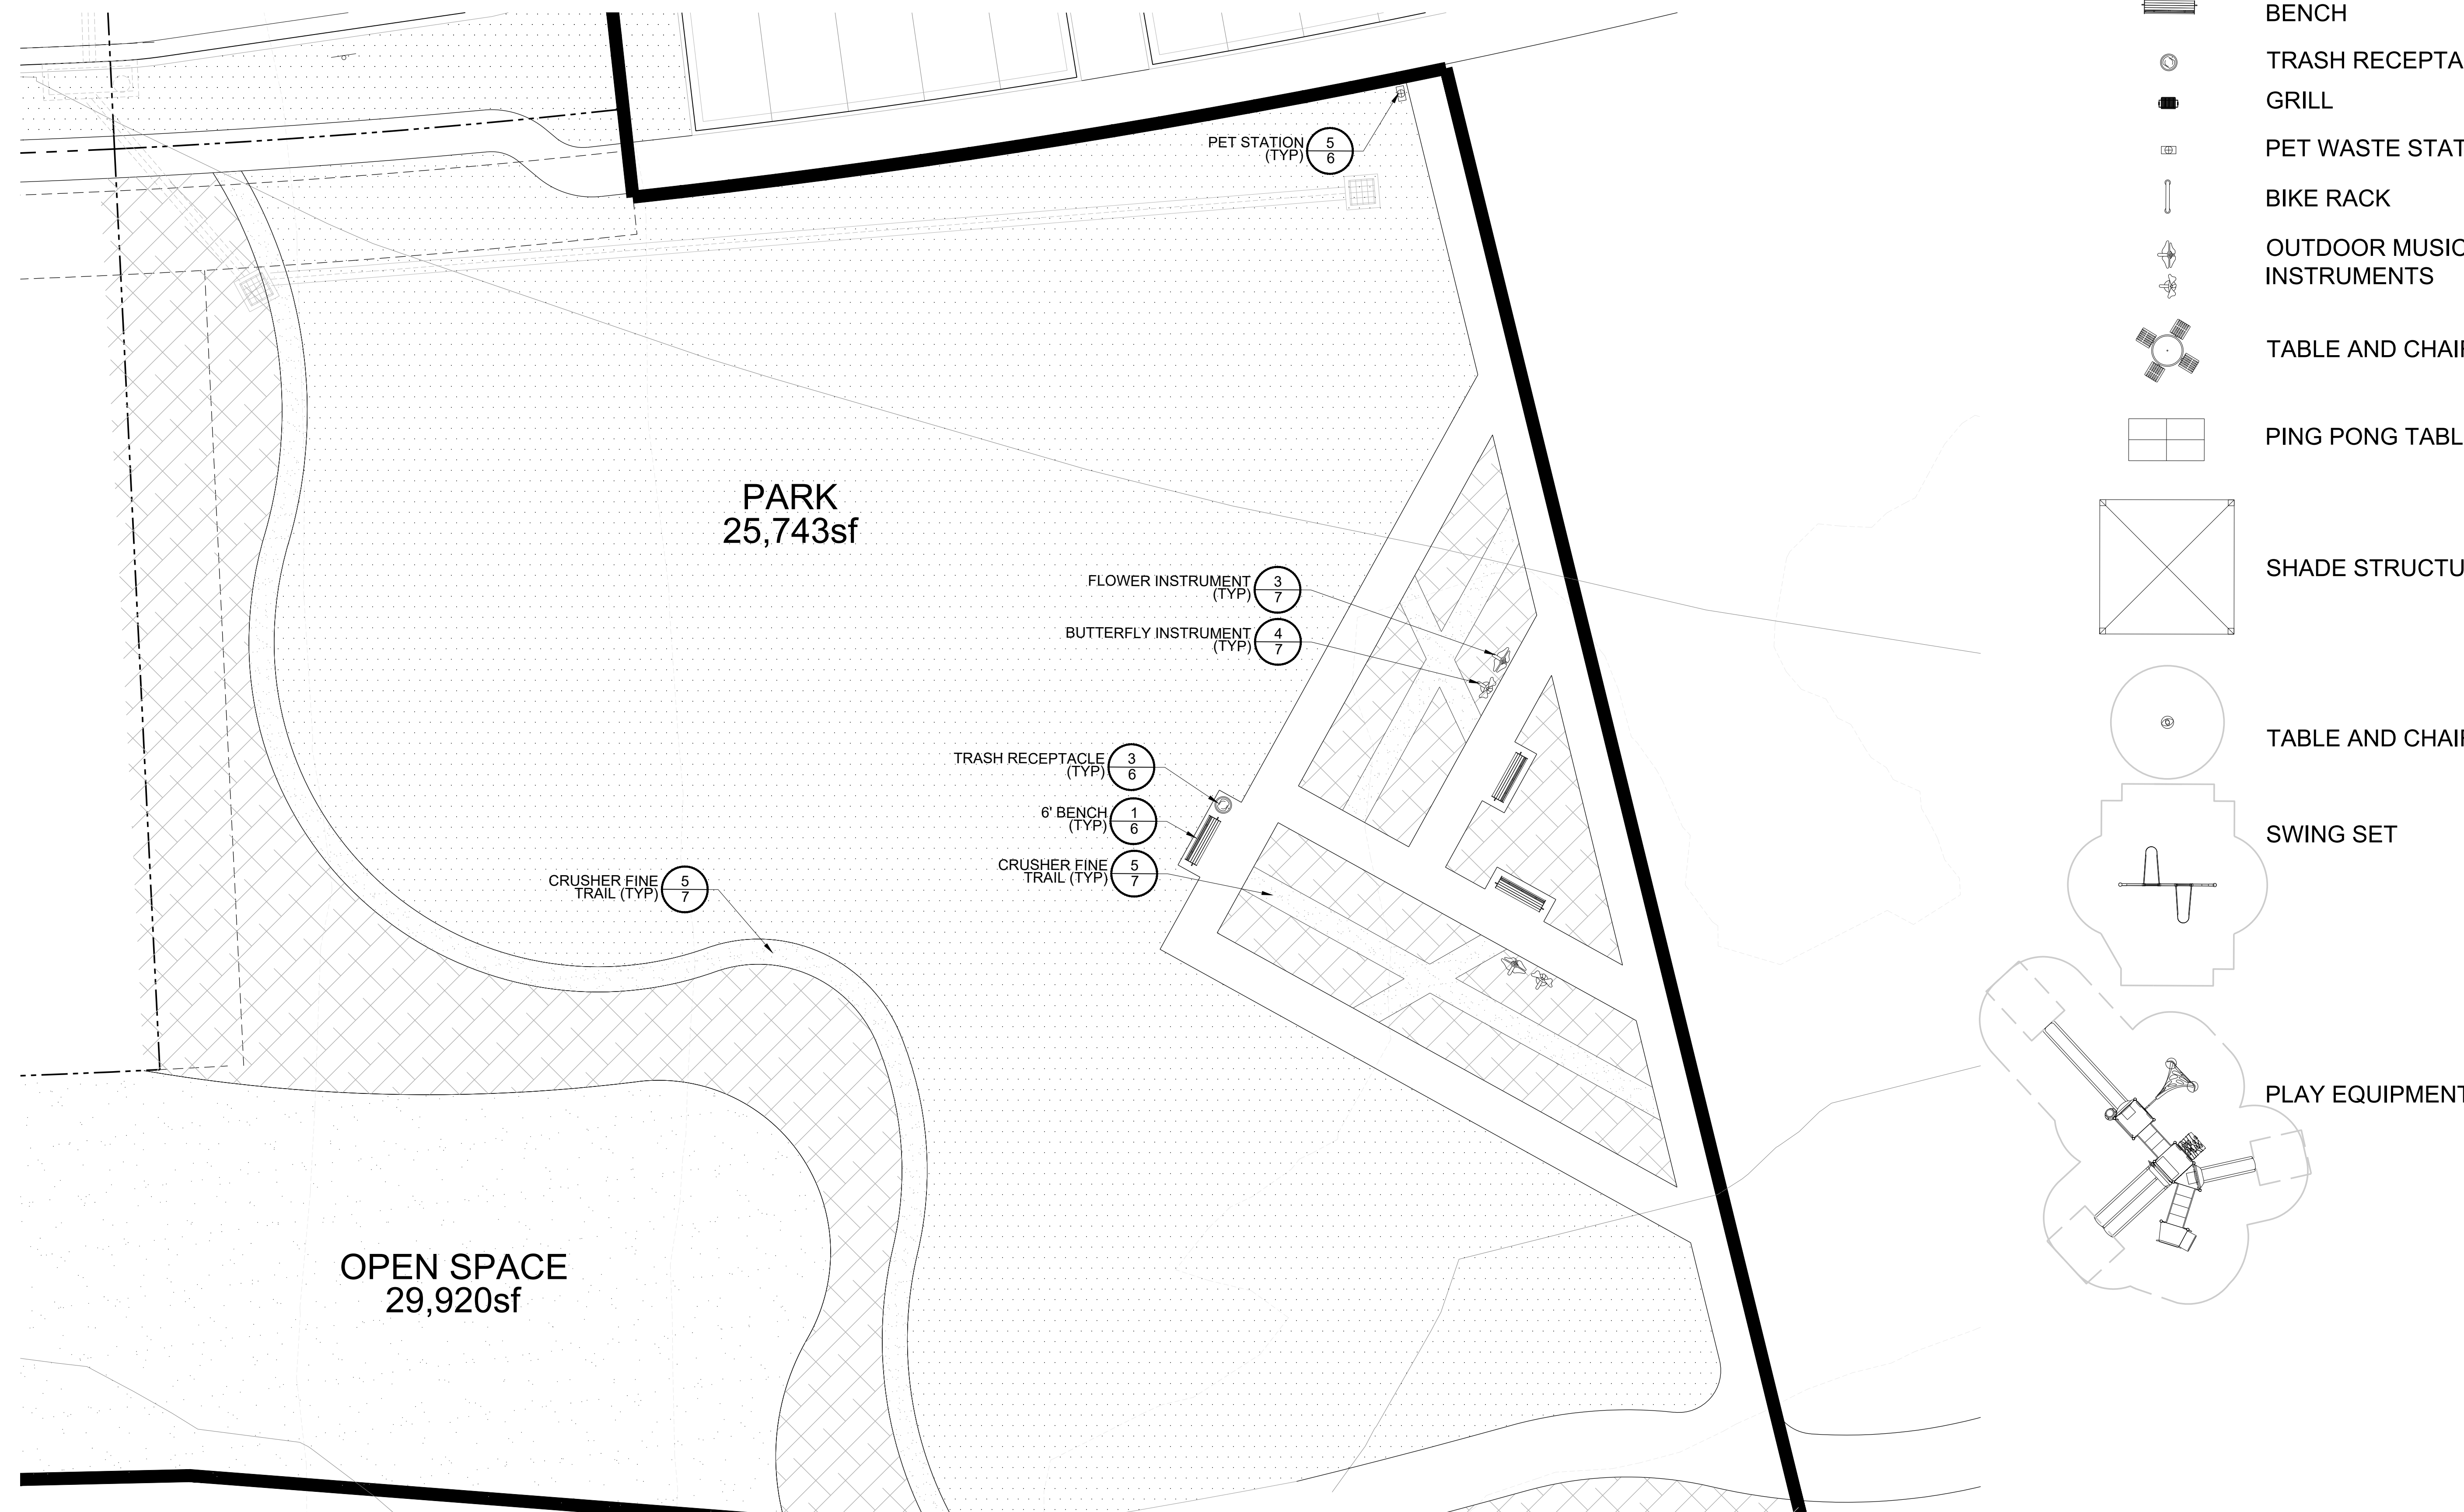 PET STATION
(TYP)
5
6
PARK
25,743sf
FLOWER INSTRUMENT
(TYP)
3
7
BUTTERFLY INSTRUMENT
(TYP)
4
7
TRASH RECEPTACLE
(TYP)
3
6
6' BENCH
(TYP)
1
6
CRUSHER FINE
TRAIL (TYP)
5
7
CRUSHER FINE
TRAIL (TYP)
5
7
OPEN SPACE
29,920sf
BENCH
TRASH RECEPTA
GRILL
PET WASTE STAT
BIKE RACK
OUTDOOR MUSIC
INSTRUMENTS
TABLE AND CHAI
PING PONG TABL
SHADE STRUCTU
TABLE AND CHAI
SWING SET
PLAY EQUIPMENT